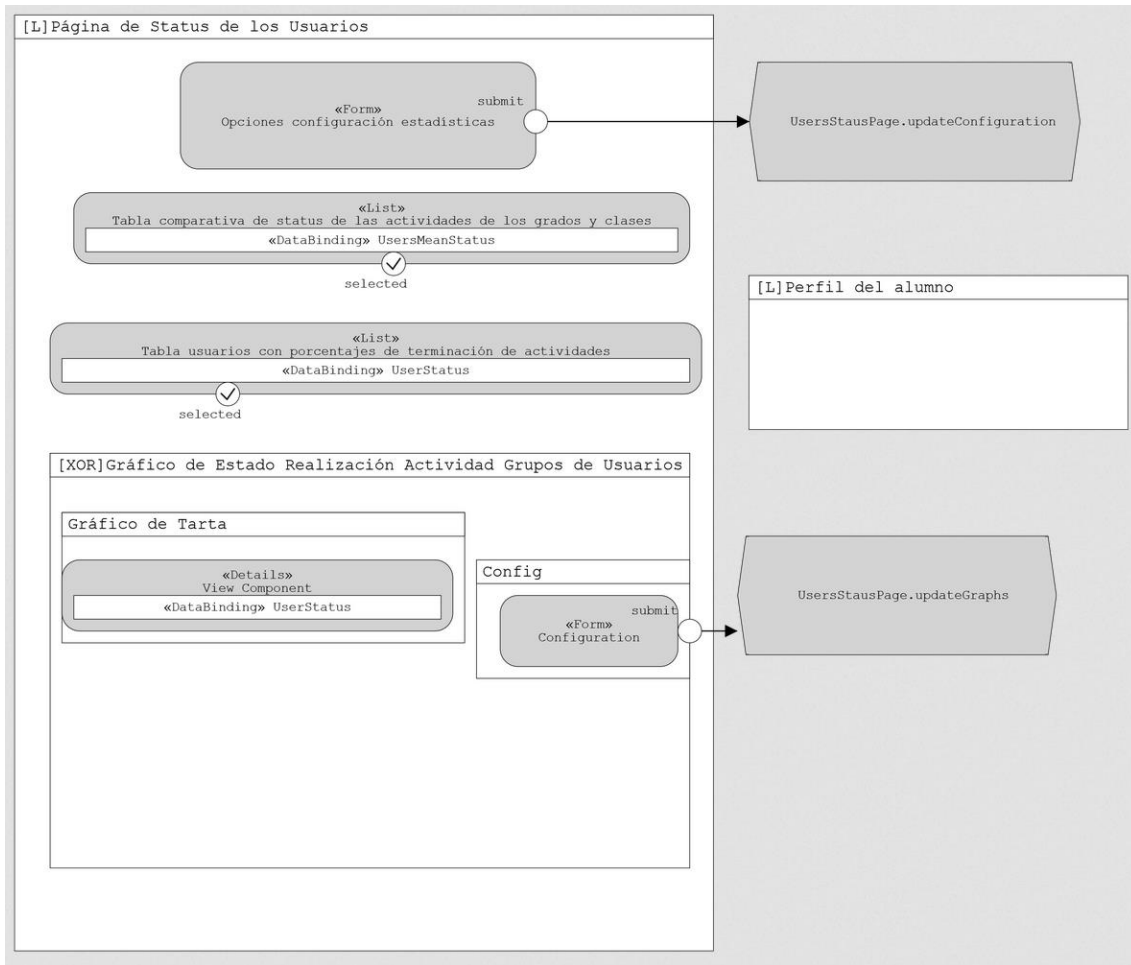 [L]Página de Status de los Usuarios
submit
«Form»
Opciones configuración estadísticas
UsersStausPage.updateConfiguration
«List»
Tabla comparativa de status de las actividades de los grados y clases
«DataBinding» UsersMeanStatus
selected
[L]Perfil del alumno
«List»
Tabla usuarios con porcentajes de terminación de actividades
«DataBinding» UserStatus
selected
[XOR]Gráfico de Estado Realización Actividad Grupos de Usuarios
Gráfico de Tarta
«Details»
View Component
«DataBinding» UserStatus
Config
submit
«Form»
Configuration
UsersStausPage.updateGraphs